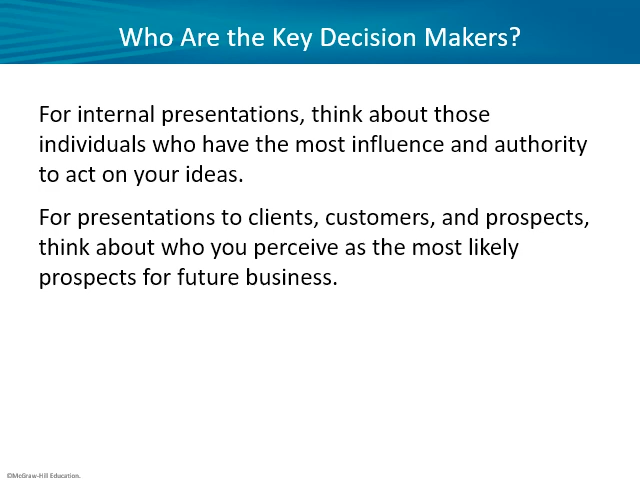 Who Are the Key Decision Makers?
For internal presentations, think about those
individuals who have the most influence and authority
to act on your ideas.
For presentations to clients, customers, and prospects,
think about who you perceive as the most likely
prospects for future business.
©McGraw-Hill Education.